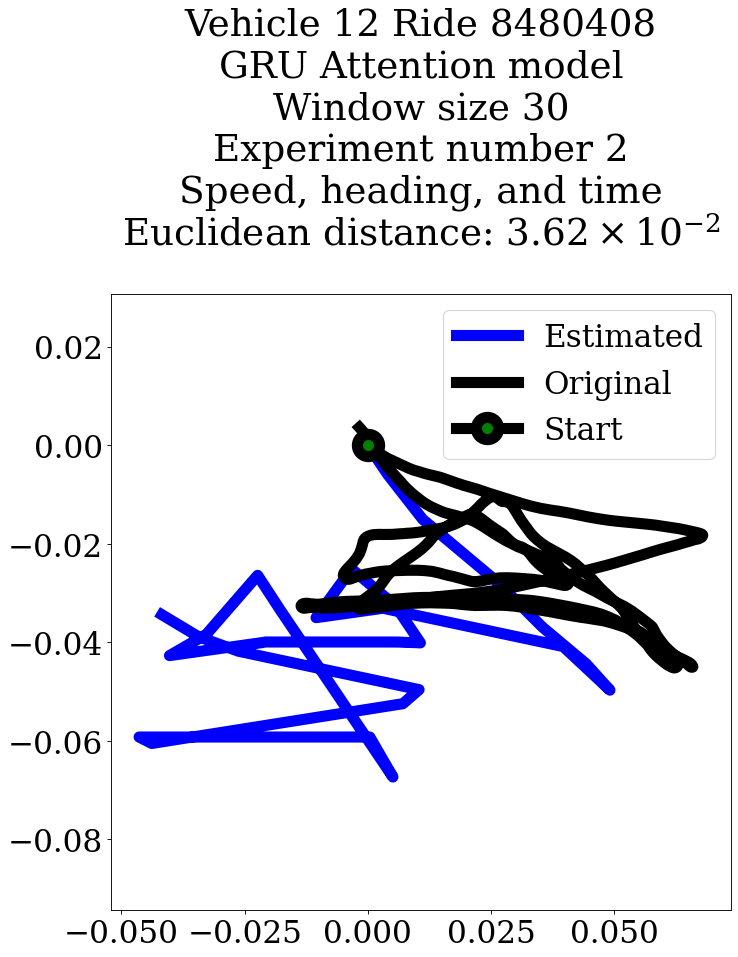 Vehicle 12 Ride 8480408
GRU Attention model
Window size 30
Experiment number 2
Speed, heading, and time
Euclidean distance: 3.62 × 10⁻²
Estimated
Original
Start
0.02
0.00
−0.02
−0.04
−0.06
−0.08
−0.050 −0.025 0.000 0.025 0.050